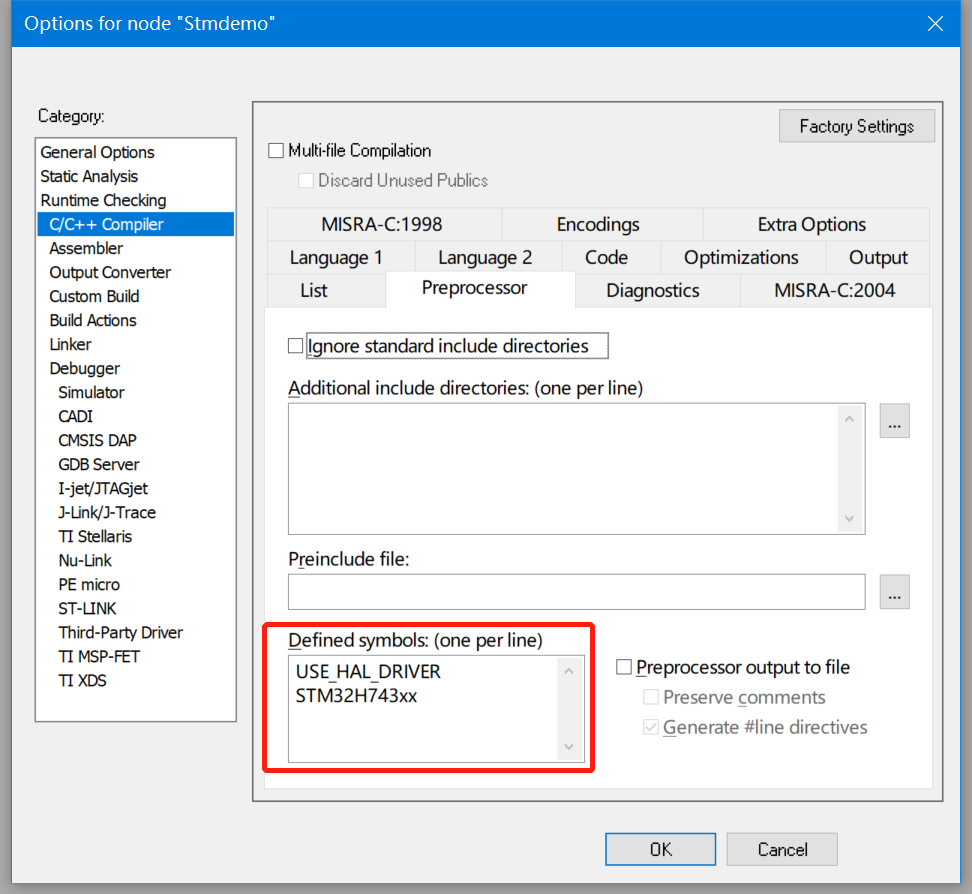 Options for node "Stmdemo"
Category:
General Options
Static Analysis
Runtime Checking
C/C++ Compiler
Assembler
Output Converter
Custom Build
Build Actions
Linker
Debugger
Simulator
CADI
CMSIS DAP
GDB Server
I-jet/JTAGjet
J-Link/J-Trace
TI Stellaris
Nu-Link
PE micro
ST-LINK
Third-Party Driver
TI MSP-FET
TI XDS
Factory Settings
Multi-file Compilation
Discard Unused Publics
MISRA-C:1998 Encodings Extra Options
Language 1 Language 2 Code Optimizations Output
List Preprocessor Diagnostics MISRA-C:2004
Ignore standard include directories
Additional include directories: (one per line)
...
Preinclude file:
...
Defined symbols: (one per line)
USE_HAL_DRIVER
STM32H743xx
Preprocessor output to file
Preserve comments
Generate #line directives
OK Cancel